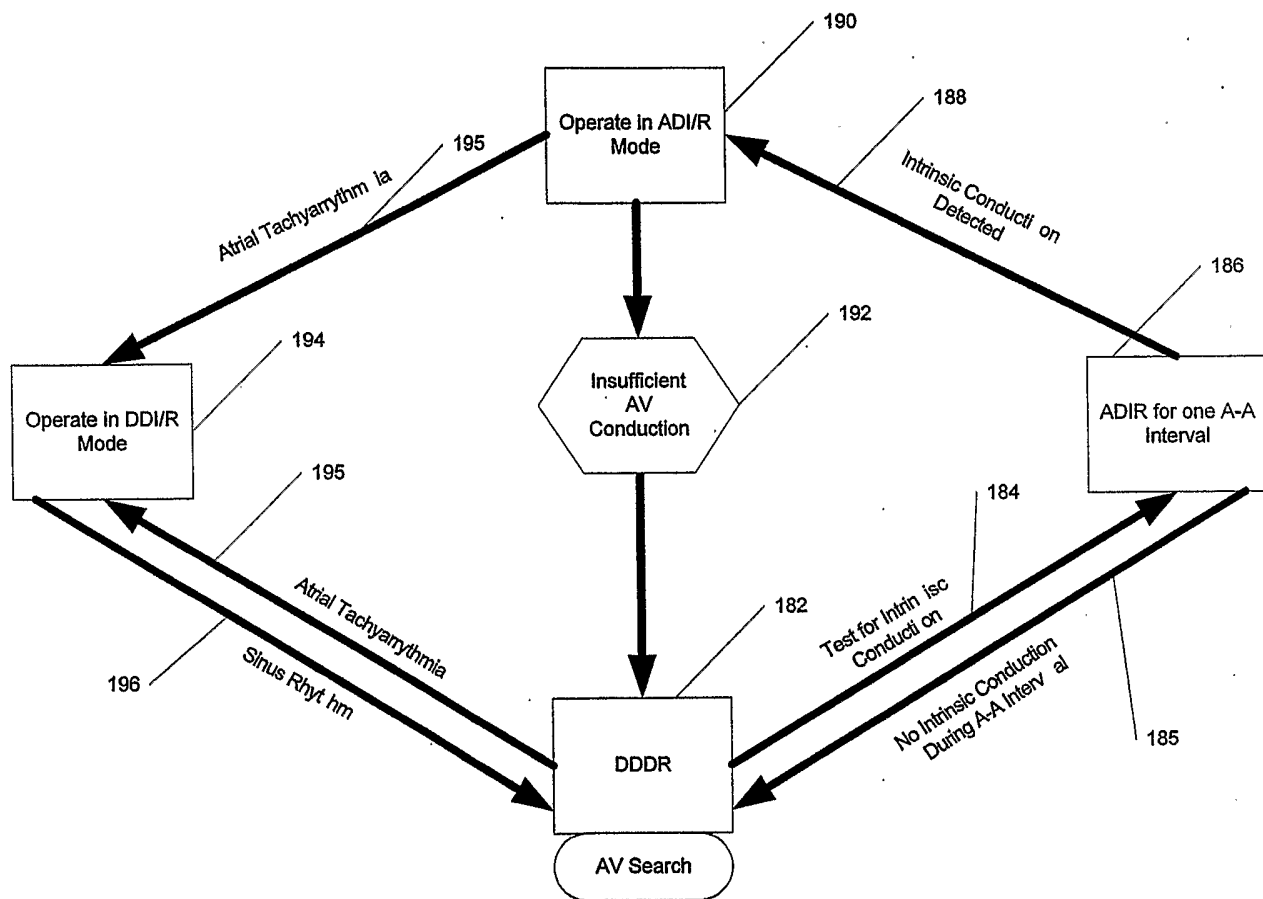 190
Operate in ADI/R
Mode
188
195
Atrial Tachyarrythm ia
Intrinsic Conducti on
Detected
186
194
192
Operate in DDI/R
Mode
Insufficient
AV
Conduction
ADIR for one A-A
Interval
195
184
182
Atrial Tachyarrythmia
Sinus Rhyt hm
196
Test for Intrin isc
Conducti on
No Intrinsic Conduction
During A-A Interv al
185
DDDR
AV Search